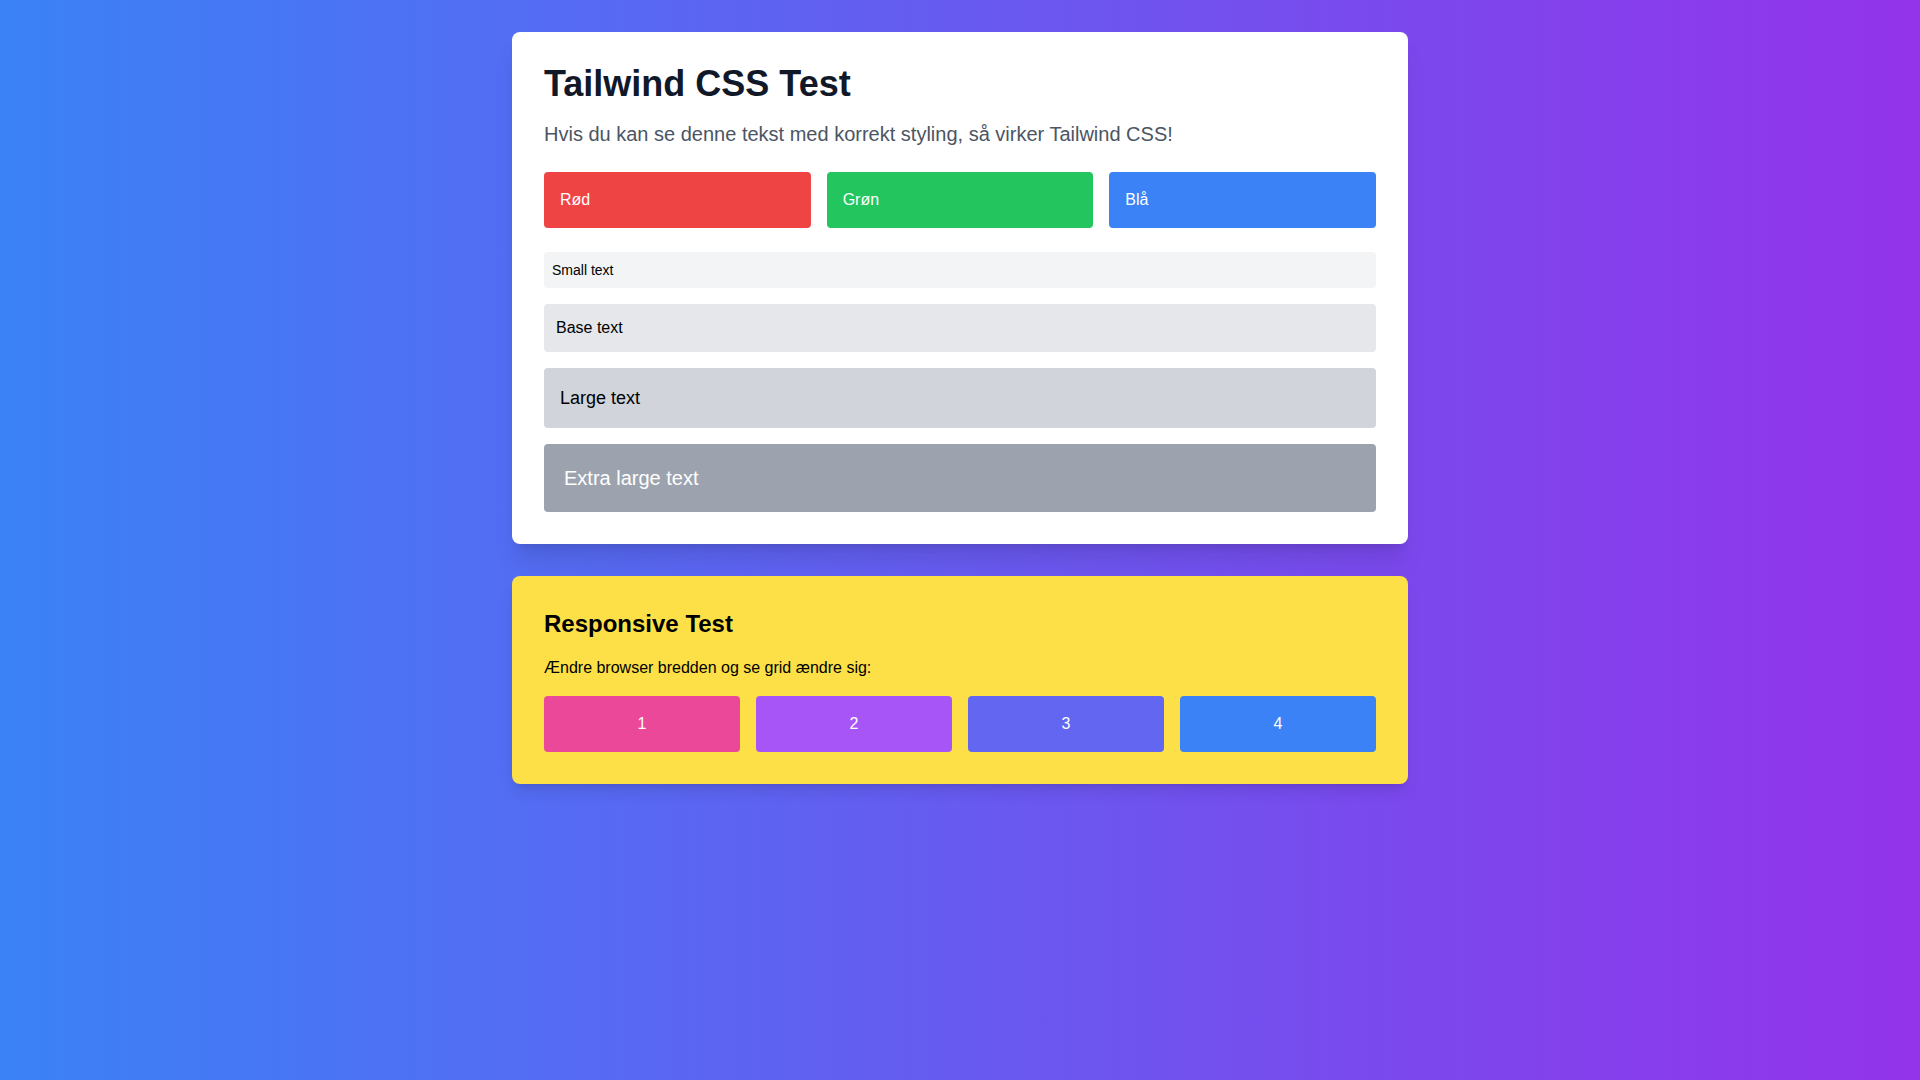 Tailwind CSS Test
Hvis du kan se denne tekst med korrekt styling, så virker Tailwind CSS!
Rød
Grøn
Blå
Small text
Base text
Large text
Extra large text
Responsive Test
Ændre browser bredden og se grid ændre sig:
1
2
3
4